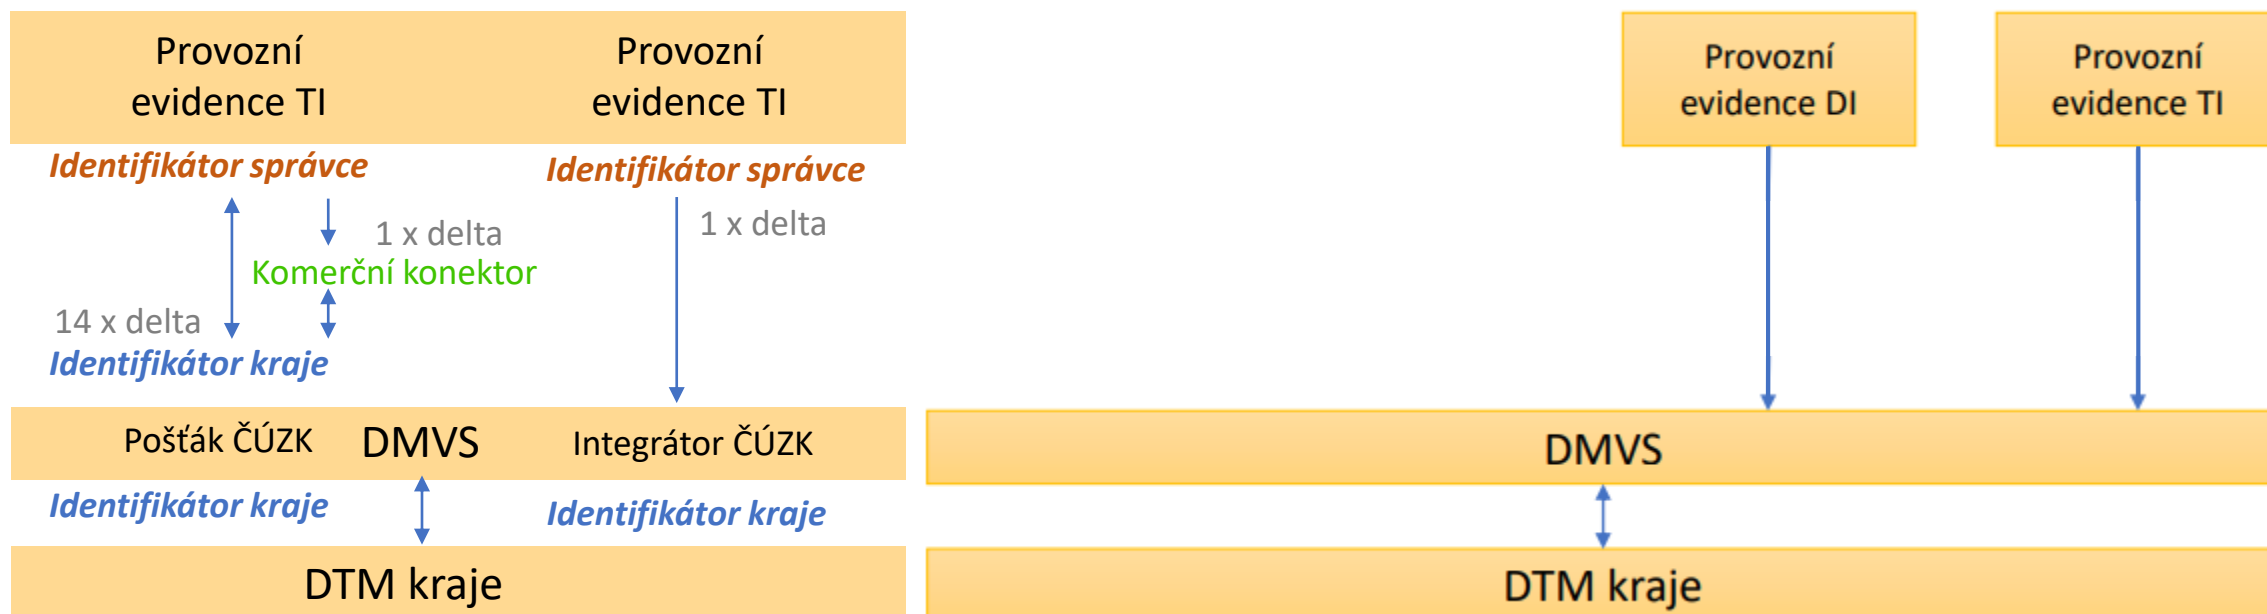 Provozní
evidence TI
Provozní
evidence TI
Identifikátor správce
Identifikátor správce
1 x delta
1 x delta
Komerční konektor
14 x delta
Identifikátor kraje
Pošťák ČÚZK
DMVS
Integrátor ČÚZK
Identifikátor kraje
Identifikátor kraje
DTM kraje
Provozní
evidence DI
Provozní
evidence TI
DMVS
DTM kraje